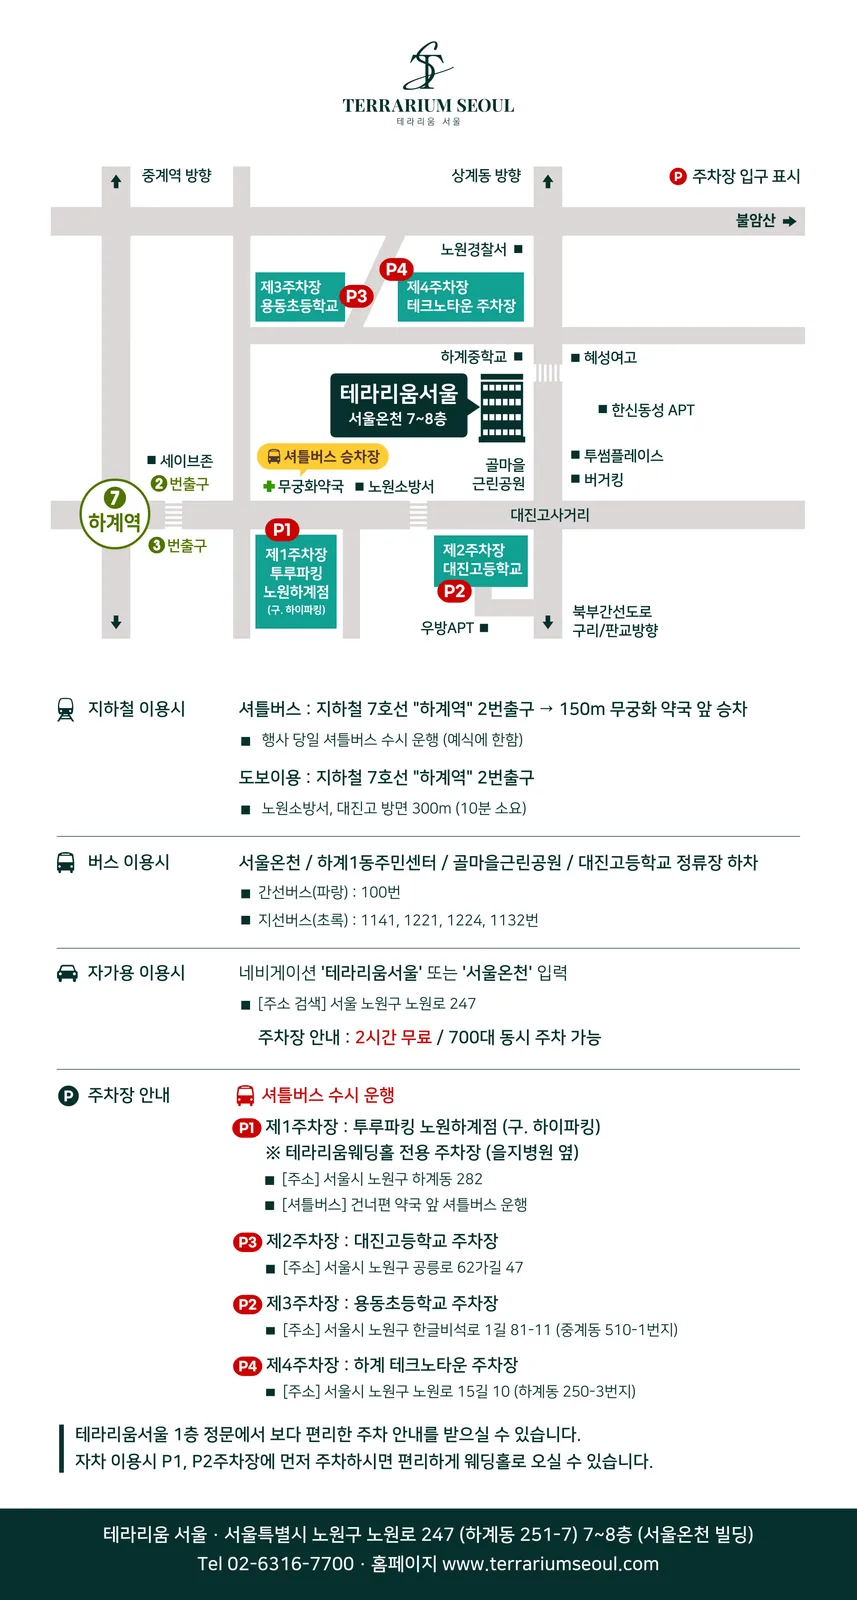 ST
TERRARIUM SEOUL
테라리움 서울
중계역 방향
상계동 방향
P 주차장 입구 표시
불암산
노원경찰서
P4
제3주차장
용동초등학교
P3
제4주차장
테크노타운 주차장
하계중학교
혜성여고
테라리움서울
서울온천 7~8층
한신동성 APT
셔틀버스 승차장
세이브존
2번출구
무궁화약국
노원소방서
골마을
근린공원
투썸플레이스
버거킹
7
하계역
대진고사거리
3번출구
P1
제1주차장
투루파킹
노원하계점
(구. 하이파킹)
제2주차장
대진고등학교
P2
우방APT
북부간선도로
구리/판교방향
지하철 이용시
셔틀버스 : 지하철 7호선 "하계역" 2번출구 → 150m 무궁화 약국 앞 승차
■ 행사 당일 셔틀버스 수시 운행 (예식에 한함)
도보이용 : 지하철 7호선 "하계역" 2번출구
■ 노원소방서, 대진고 방면 300m (10분 소요)
버스 이용시
서울온천 / 하계1동주민센터 / 골마을근린공원 / 대진고등학교 정류장 하차
■ 간선버스(파랑) : 100번
■ 지선버스(초록) : 1141, 1221, 1224, 1132번
자가용 이용시
네비게이션 '테라리움서울' 또는 '서울온천' 입력
■ [주소 검색] 서울 노원구 노원로 247
주차장 안내 : 2시간 무료 / 700대 동시 주차 가능
P 주차장 안내
셔틀버스 수시 운행
P1 제1주차장 : 투루파킹 노원하계점 (구. 하이파킹)
※ 테라리움웨딩홀 전용 주차장 (을지병원 옆)
■ [주소] 서울시 노원구 하계동 282
■ [셔틀버스] 건너편 약국 앞 셔틀버스 운행
P3 제2주차장 : 대진고등학교 주차장
■ [주소] 서울시 노원구 공릉로 62가길 47
P2 제3주차장 : 용동초등학교 주차장
■ [주소] 서울시 노원구 한글비석로 1길 81-11 (중계동 510-1번지)
P4 제4주차장 : 하계 테크노타운 주차장
■ [주소] 서울시 노원구 노원로 15길 10 (하계동 250-3번지)
테라리움서울 1층 정문에서 보다 편리한 주차 안내를 받으실 수 있습니다.
자차 이용시 P1, P2주차장에 먼저 주차하시면 편리하게 웨딩홀로 오실 수 있습니다.
테라리움 서울 · 서울특별시 노원구 노원로 247 (하계동 251-7) 7~8층 (서울온천 빌딩)
Tel 02-6316-7700 · 홈페이지 www.terrariumseoul.com